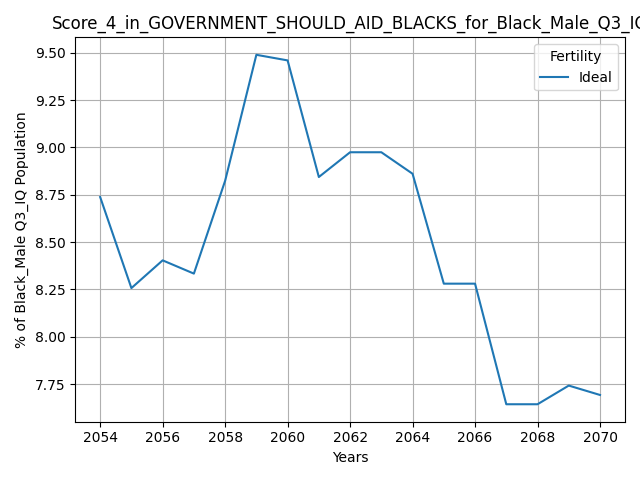 Score_4_in_GOVERNMENT_SHOULD_AID_BLACKS_for_Black_Male_Q3_IQ
Fertility
Ideal
% of Black_Male Q3_IQ Population
9.50
9.25
9.00
8.75
8.50
8.25
8.00
7.75
2054 2056 2058 2060 2062 2064 2066 2068 2070
Years